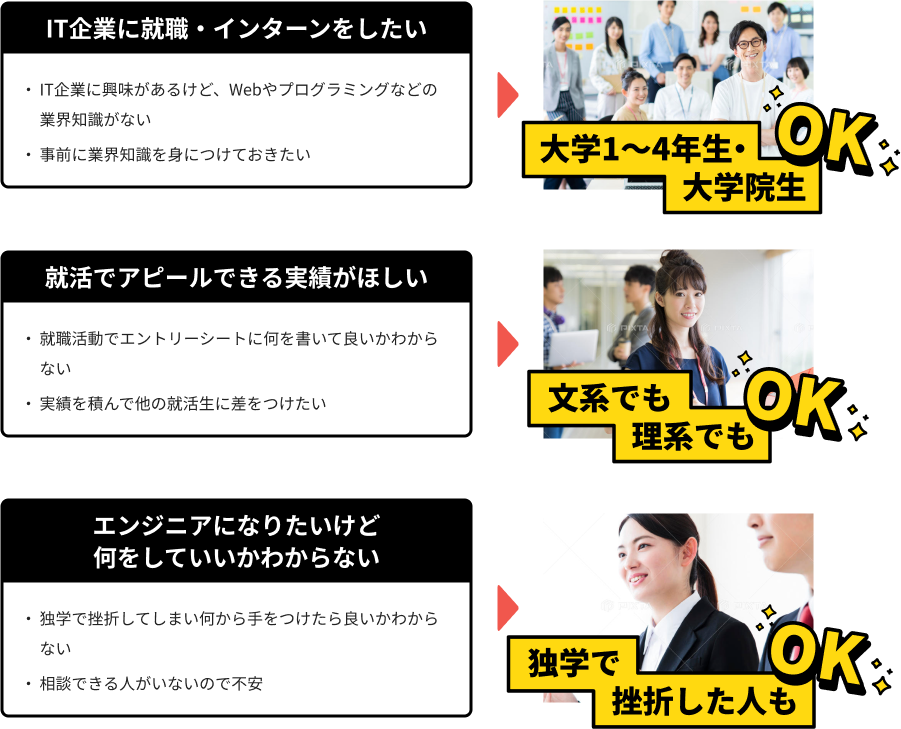 IT企業に就職・インターンをしたい
・IT企業に興味があるけど、Webやプログラミングなどの
業界知識がない
・事前に業界知識を身につけておきたい
大学1〜4年生・
大学院生
OK
就活でアピールできる実績がほしい
・就職活動でエントリーシートに何を書いて良いかわから
ない
・実績を積んで他の就活生に差をつけたい
文系でも
理系でも
OK
エンジニアになりたいけど
何をしていいかわからない
・独学で挫折してしまい何から手をつけたら良いかわから
ない
・相談できる人がいないので不安
独学で
挫折した人も
OK